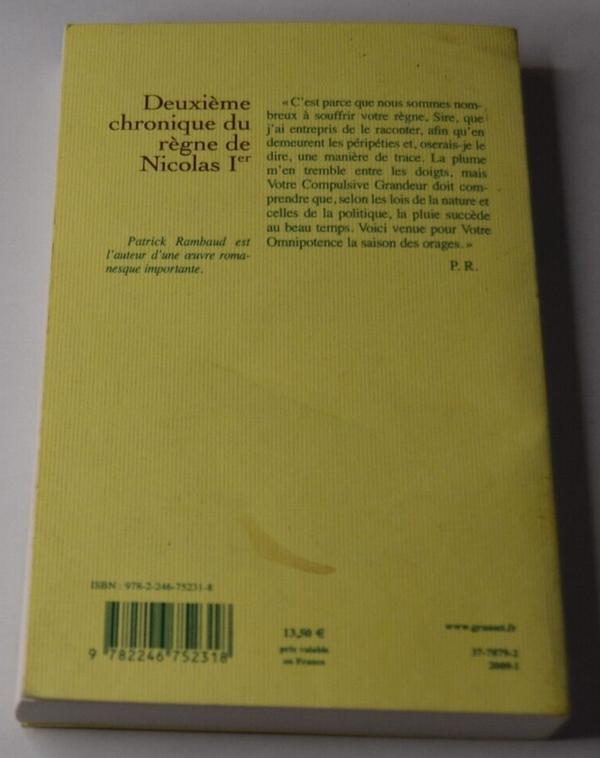 Deuxième
chronique du
règne de
Nicolas Iᵉʳ
Patrick Rambaud est
l'auteur d'une œuvre roma-
nesque importante.
« C'est parce que nous sommes nom-
breux à souffrir votre règne, Sire, que
j'ai entrepris de le raconter, afin qu'en
demeurent les péripéties et, oserais-je le
dire, une manière de trace. La plume
m'en tremble entre les doigts, mais
Votre Compulsive Grandeur doit com-
prendre que, selon les lois de la nature et
celles de la politique, la pluie succède
au beau temps. Voici venue pour Votre
Omnipotence la saison des orages. »
P. R.
ISBN : 978-2-246-75231-8
9 782246 752318
13,50 €
prix valable
en France
www.grasset.fr
37-7879-2
2009-1